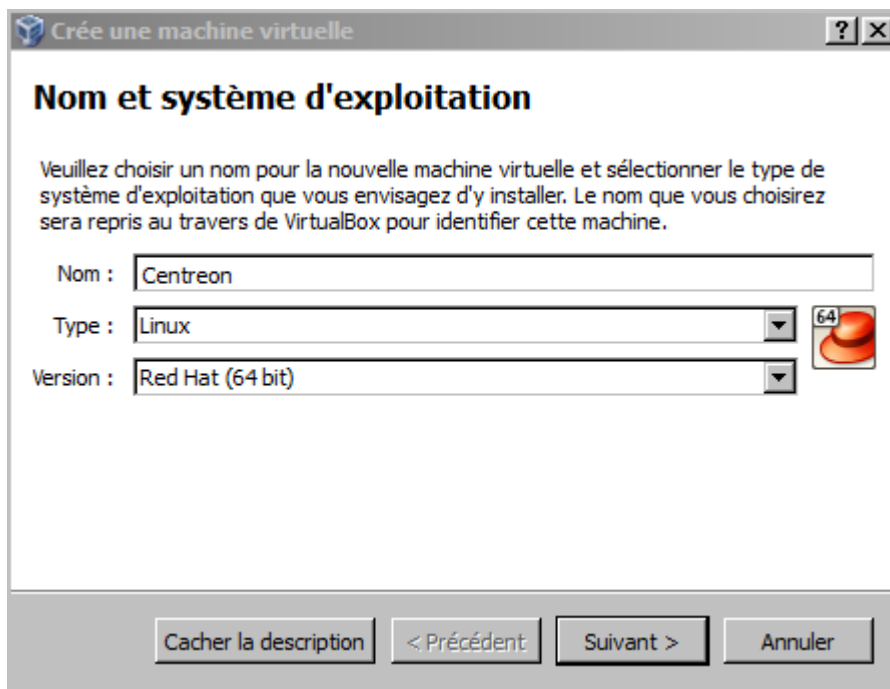 Crée une machine virtuelle
Nom et système d'exploitation
Veuillez choisir un nom pour la nouvelle machine virtuelle et sélectionner le type de
système d'exploitation que vous envisagez d'y installer. Le nom que vous choisirez
sera repris au travers de VirtualBox pour identifier cette machine.
Nom : Centreon
Type : Linux
64
Version : Red Hat (64 bit)
Cacher la description < Précédent Suivant > Annuler